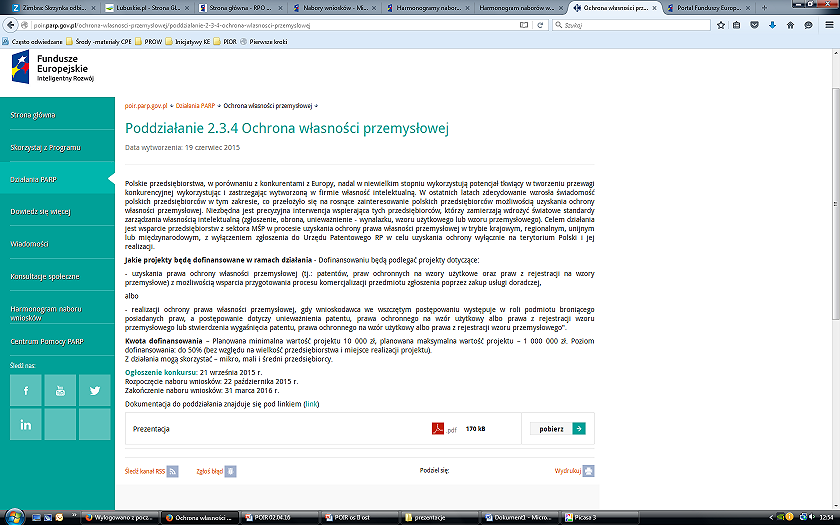 Zimbra: Skrzynka odbi...
Lubuskie.pl - Strona Gł...
Strona główna - RPO ...
Nabory wniosków - Mi...
Harmonogramy nabor...
Harmonogram naborów w...
Ochrona własności prz...
Portal Fundusz Europ...
poir.parp.gov.pl/ochrona-wlasnosci-przemyslowej/poddzialanie-2-3-4-ochrona-wlasnosci-przemyslowej
Szukaj
Często odwiedzane
Środy -materiały CPE
PROW
Inicjatywy KE
POIR
Pierwsze kroki
Fundusze
Europejskie
Inteligentny Rozwój
Strona główna
Skorzystaj z Programu
Działania PARP
Dowiedz się więcej
Wiadomości
Konsultacje społeczne
Harmonogram naboru
wniosków
Centrum Pomocy PARP
Śledź nas:
poir.parp.gov.pl Działania PARP Ochrona własności przemysłowej
Poddziałanie 2.3.4 Ochrona własności przemysłowej
Data wytworzenia: 19 czerwiec 2015
Polskie przedsiębiorstwa, w porównaniu z konkurentami z Europy, nadal w niewielkim stopniu wykorzystują potencjał tkwiący w tworzeniu przewagi
konkurencyjnej wykorzystując i zastrzegając wytworzoną w firmie własność intelektualną. W ostatnich latach zdecydowanie wzrosła świadomość
polskich przedsiębiorców w tym zakresie, co przełożyło się na rosnące zainteresowanie polskich przedsiębiorców możliwością uzyskania ochrony
własności przemysłowej. Niezbędna jest precyzyjna interwencja wspierająca tych przedsiębiorców, którzy zamierzają wdrożyć światowe standardy
zarządzania własnością intelektualną (zgłoszenie, obrona, unieważnienie - wynalazku, wzoru użytkowego lub wzoru przemysłowego). Celem działania
jest wsparcie przedsiębiorstw z sektora MŚP w procesie uzyskania ochrony prawa własności przemysłowej w trybie krajowym, regionalnym, unijnym
lub międzynarodowym, z wyłączeniem zgłoszenia do Urzędu Patentowego RP w celu uzyskania ochrony wyłącznie na terytorium Polski i jej
realizacji.
Jakie projekty będą dofinansowane w ramach działania - Dofinansowaniu będą podlegać projekty dotyczące:
- uzyskania prawa ochrony własności przemysłowej (tj.: patentów, praw ochronnych na wzory użytkowe oraz praw z rejestracji na wzory
przemysłowe) z możliwością wsparcia przygotowania procesu komercjalizacji przedmiotu zgłoszenia poprzez zakup usługi doradczej,
albo
- realizacji ochrony prawa własności przemysłowej, gdy wnioskodawca we wszczętym postępowaniu występuje w roli podmiotu broniącego
posiadanych praw, a postępowanie dotyczy unieważnienia patentu, prawa ochronnego na wzór użytkowy albo prawa z rejestracji wzoru
przemysłowego lub stwierdzenia wygaśnięcia patentu, prawa ochronnego na wzór użytkowy albo prawa z rejestracji wzoru przemysłowego".
Kwota dofinansowania – Planowana minimalna wartość projektu 10 000 zł, planowana maksymalna wartość projektu – 1 000 000 zł. Poziom
dofinansowania: do 50% (bez względu na wielkość przedsiębiorstwa i miejsce realizacji projektu).
Z działania mogą skorzystać – mikro, mali i średni przedsiębiorcy.
Ogłoszenie konkursu: 21 września 2015 r.
Rozpoczęcie naboru wniosków: 22 października 2015 r.
Zakończenie naboru wniosków: 31 marca 2016 r.
Dokumentacja do poddziałania znajduje się pod linkiem (link)
Prezentacja
pdf
170 kB
pobierz
Śledź kanał RSS
Zgłoś błąd
Podziel się:
Wydrukuj
Wylogowano z pocz...
Ochrona własności ...
POIR 02.04.16
POIR os II ost
prezentacje
Dokument1 - Micro...
Picasa 3
12:54